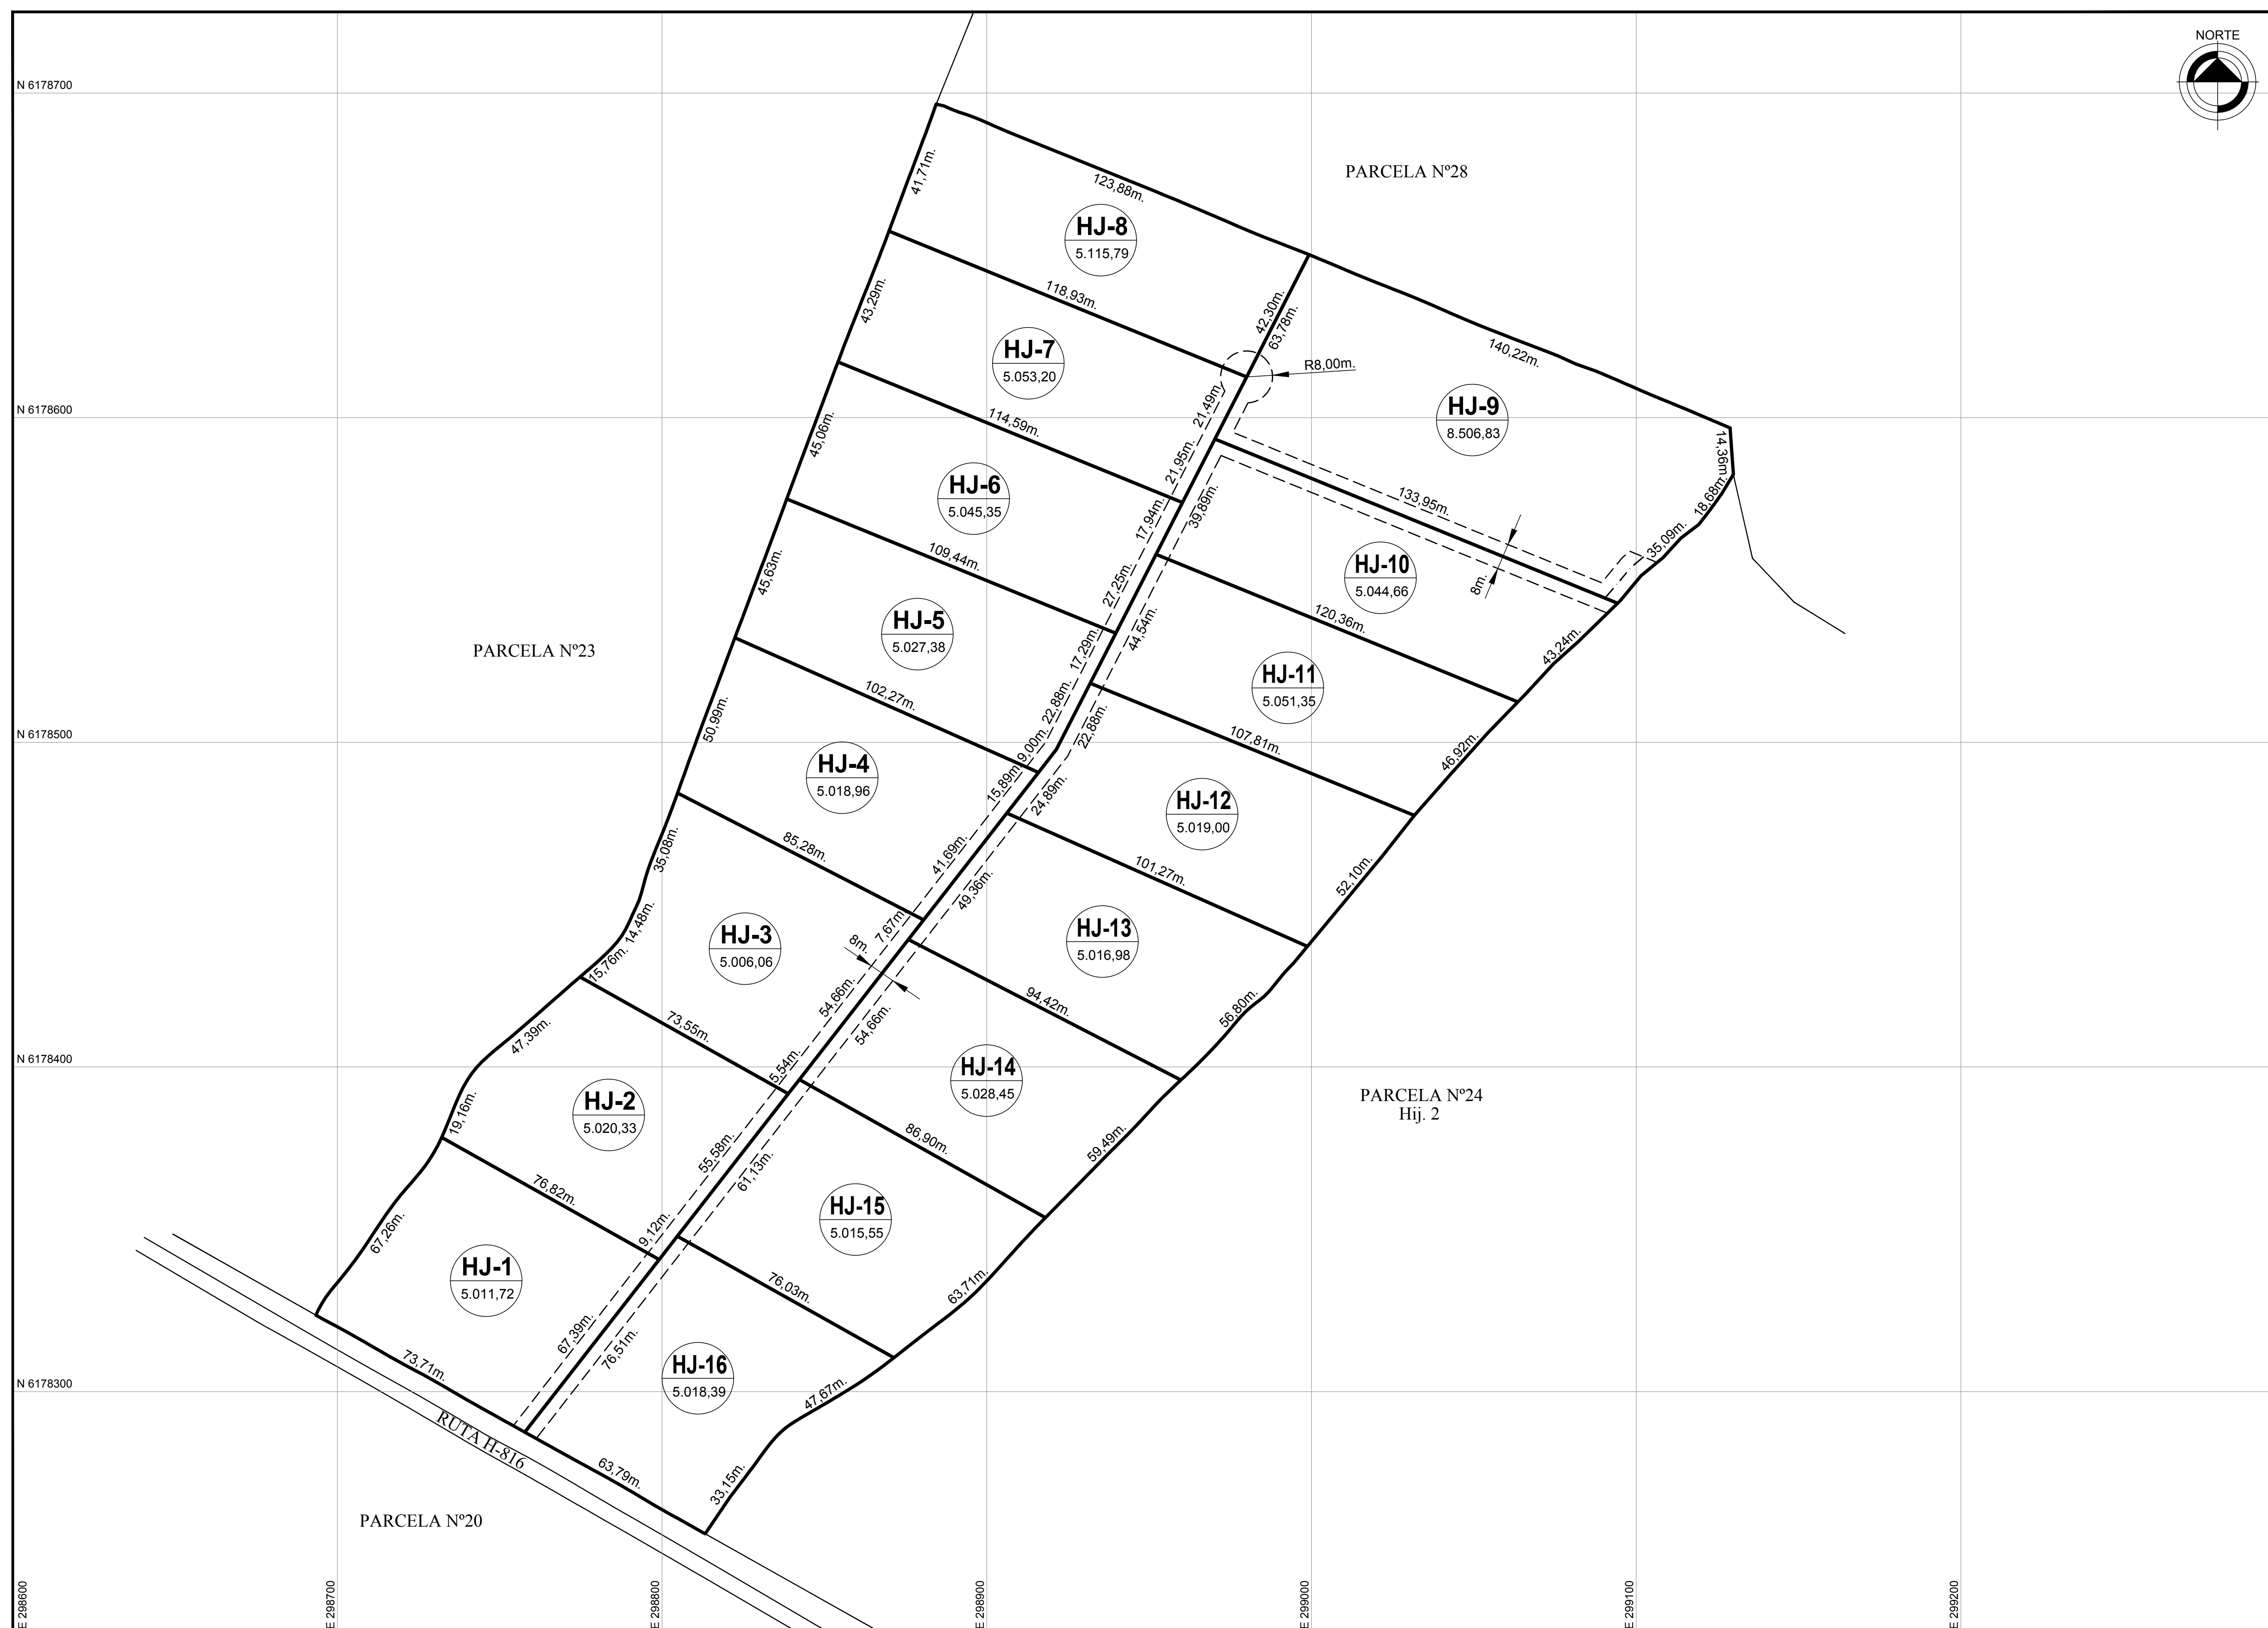 NORTE
N 6178700
PARCELA Nº28
41,71m.
123,88m.
HJ-8
5.115,79
43,29m.
118,93m.
42,30m.
63,78m.
140,22m.
HJ-7
5.053,20
R8,00m.
N 6178600
HJ-9
8.506,83
45,06m.
114,59m.
21,49m.
21,95m.
14,36m.
18,68m.
HJ-6
5.045,35
133,95m.
35,09m.
39,89m.
17,94m.
8m.
45,63m.
109,44m.
27,25m.
HJ-10
5.044,66
120,36m.
43,24m.
HJ-5
5.027,38
PARCELA Nº23
17,29m.
44,54m.
HJ-11
5.051,35
50,99m.
102,27m.
22,88m.
22,88m.
107,81m.
46,92m.
N 6178500
9,00m.
HJ-4
5.018,96
15,89m.
24,89m.
HJ-12
5.019,00
35,08m.
85,28m.
41,69m.
49,36m.
101,27m.
52,10m.
HJ-3
5.006,06
14,48m.
15,76m.
7,67m.
8m.
HJ-13
5.016,98
54,66m.
54,66m.
94,42m.
56,80m.
47,39m.
73,55m.
5,54m.
N 6178400
HJ-14
5.028,45
PARCELA Nº24
Hij. 2
HJ-2
5.020,33
19,16m.
55,58m.
61,13m.
86,90m.
59,49m.
76,82m.
9,12m.
HJ-15
5.015,55
67,26m.
HJ-1
5.011,72
76,03m.
63,71m.
67,39m.
76,51m.
73,71m.
HJ-16
5.018,39
47,67m.
N 6178300
RUTA H-816
63,79m.
33,15m.
PARCELA Nº20
E 298600
E 298700
E 298800
E 298900
E 299000
E 299100
E 299200